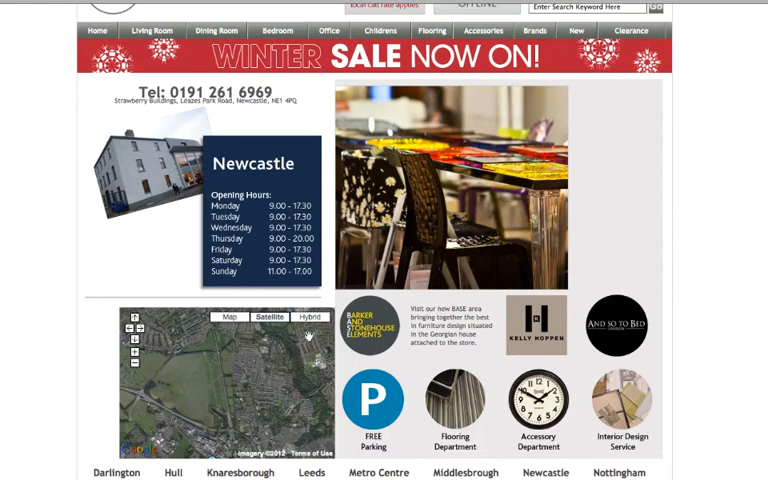 local call rate applies
OFFLINE
Enter Search Keyword Here
Go
Home Living Room Dining Room Bedroom Office Childrens Flooring Accessories Brands New Clearance
WINTER SALE NOW ON!
Tel: 0191 261 6969
Strawberry Buildings, Leazes Park Road, Newcastle, NE1 4PQ
Newcastle
Opening Hours:
Monday 9.00 - 17.30
Tuesday 9.00 - 17.30
Wednesday 9.00 - 17.30
Thursday 9.00 - 20.00
Friday 9.00 - 17.30
Saturday 9.00 - 17.30
Sunday 11.00 - 17.00
Map Satellite Hybrid
Imagery ©2012 Terms of Use
BARKER
AND
STONEHOUSE
ELEMENTS
Visit our new BASE area
bringing together the best
in furniture design situated
in the Georgian house
attached to the store.
KELLY HOPPEN
AND SO TO BED
LONDON
P
FREE
Parking
Flooring
Department
Accessory
Department
Interior Design
Service
Darlington Hull Knaresborough Leeds Metro Centre Middlesbrough Newcastle Nottingham